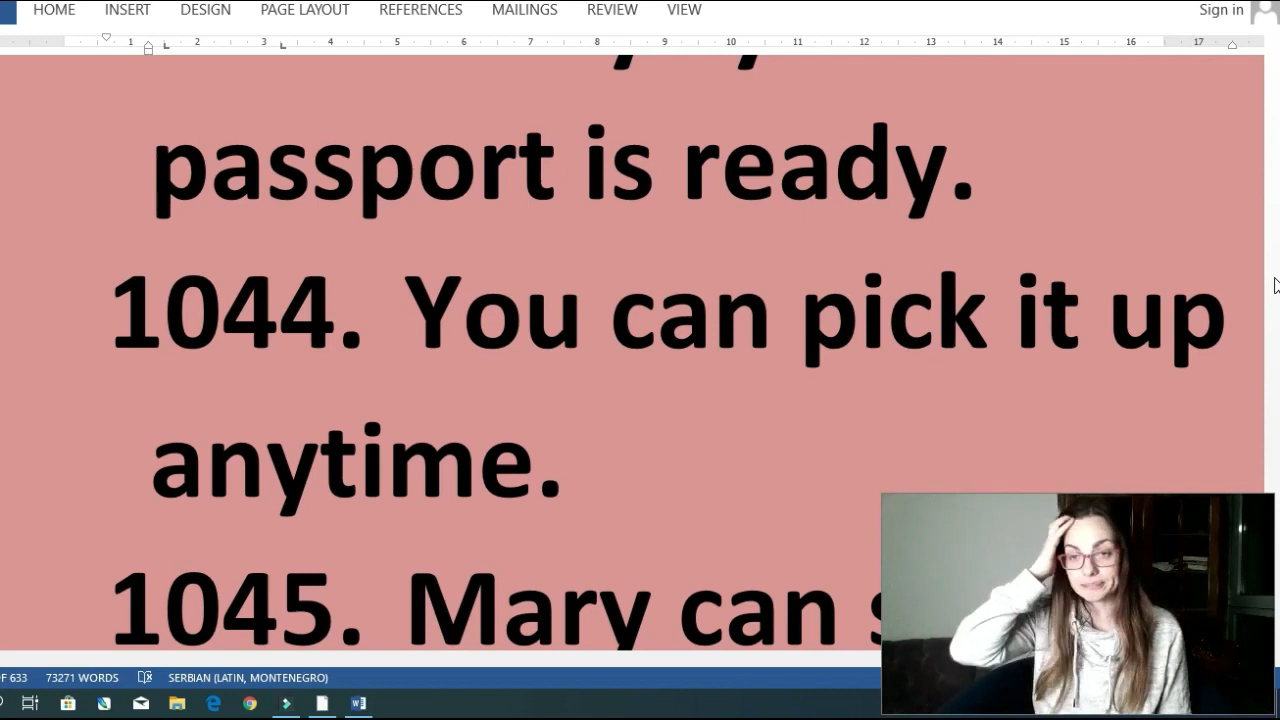 HOME INSERT DESIGN PAGE LAYOUT REFERENCES MAILINGS REVIEW VIEW Sign in
1 2 3 4 5 6 7 8 9 10 11 12 13 14 15 16 17
passport is ready.
1044. You can pick it up
anytime.
1045. Mary can
F 633 73271 WORDS SERBIAN (LATIN, MONTENEGRO)